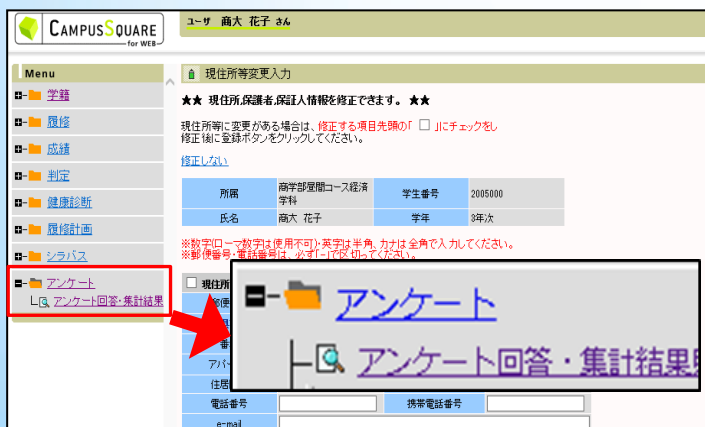 CAMPUSSQUARE
for WEB
ユーザ 商大 花子 さん
Menu
学籍
履修
成績
判定
健康診断
履修計画
シラバス
アンケート
アンケート回答・集計結果
現住所等変更入力
★★ 現住所,保護者,保証人情報を修正できます。 ★★
現住所等に変更がある場合は、修正する項目先頭の「 □ 」にチェックをし
修正後に登録ボタンをクリックしてください。
修正しない
所属 商学部昼間コース経済学科 学生番号 2005000
氏名 商大 花子 学年 3年次
※数字(ローマ数字は使用不可)・英字は半角、カナは全角で入力してください。
※郵便番号・電話番号は、必ず「-」で区切ってください。
現住所
郵便
番
アパー
住居
電話番号 携帯電話番号
e-mail
アンケート
アンケート回答・集計結果